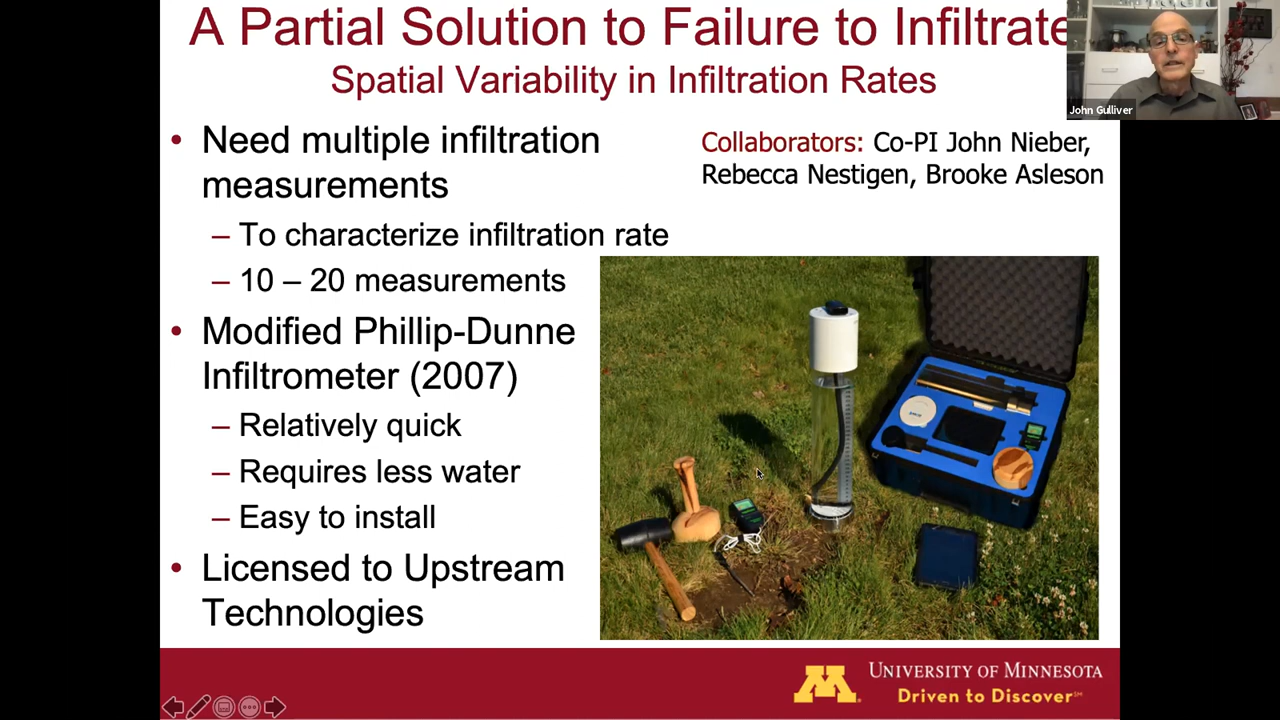 A Partial Solution to Failure to Infiltrate
Spatial Variability in Infiltration Rates
John Gulliver
• Need multiple infiltration
measurements
– To characterize infiltration rate
– 10 – 20 measurements
• Modified Phillip-Dunne
Infiltrometer (2007)
– Relatively quick
– Requires less water
– Easy to install
• Licensed to Upstream
Technologies
Collaborators: Co-PI John Nieber,
Rebecca Nestigen, Brooke Asleson
M
UNIVERSITY OF MINNESOTA
Driven to Discover℠